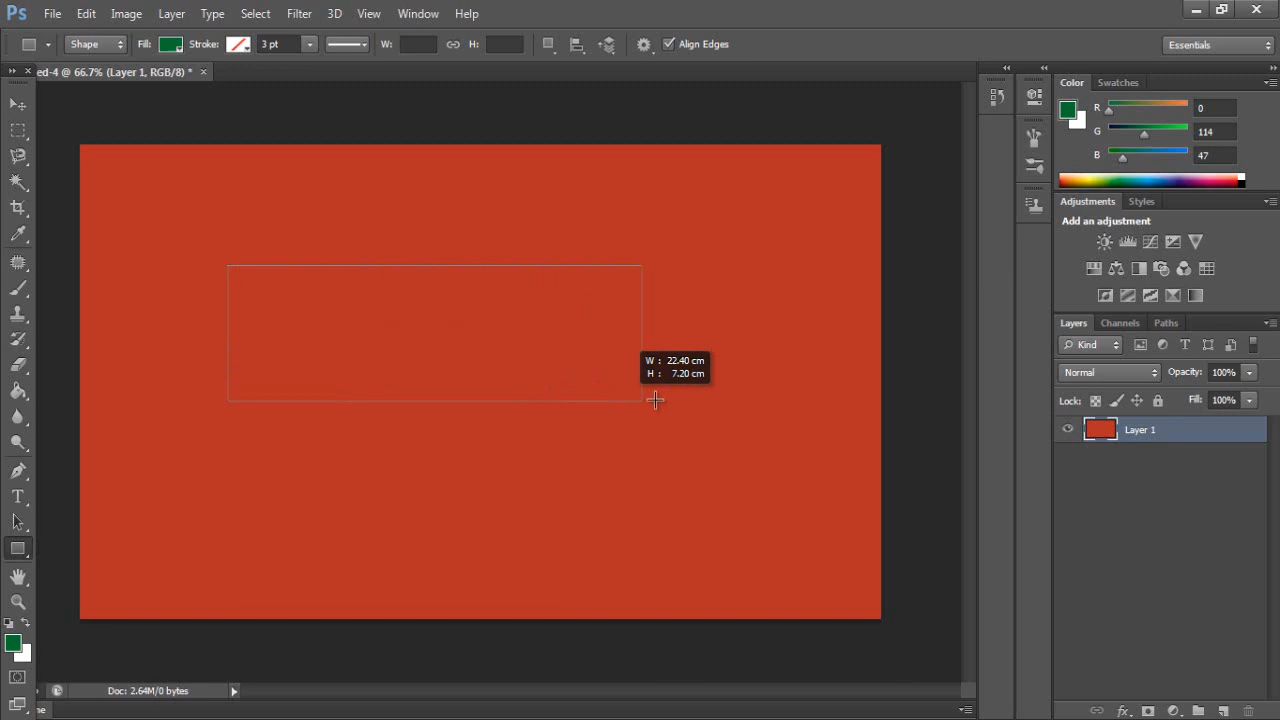 Ps File Edit Image Layer Type Select Filter 3D View Window Help
Shape Fill: Stroke: 3 pt W: H: Align Edges Essentials
ed-4 @ 66.7% (Layer 1, RGB/8) * ×
Color Swatches
R 0
G 114
B 47
Adjustments Styles
Add an adjustment
Layers Channels Paths
Kind
Normal Opacity: 100%
Lock: Fill: 100%
Layer 1
W : 22.40 cm
H : 7.20 cm
Doc: 2.64M/0 bytes
ne